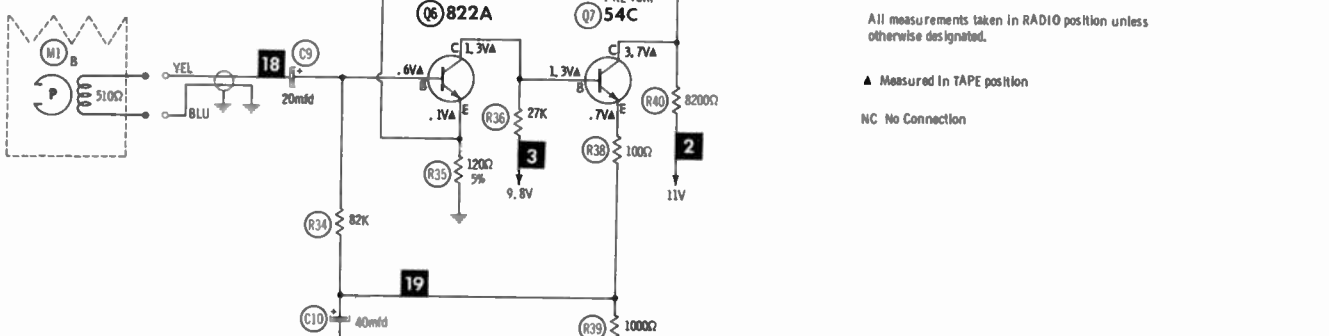 Q6 822A
Q7 54C
All measurements taken in RADIO position unless
otherwise designated.
▲ Measured in TAPE position
NC No Connection
M1
B
P
510Ω
YEL
BLU
18
C9
+
20mfd
.6V▲
B
C
1.3V▲
.1V▲
E
R36
27K
3
9.8V
1.3V▲
B
C
3.7V▲
.7V▲
E
R40
8200Ω
2
11V
R38
100Ω
R35
120Ω
5%
R34
82K
19
C10
+
40mfd
R39
1000Ω